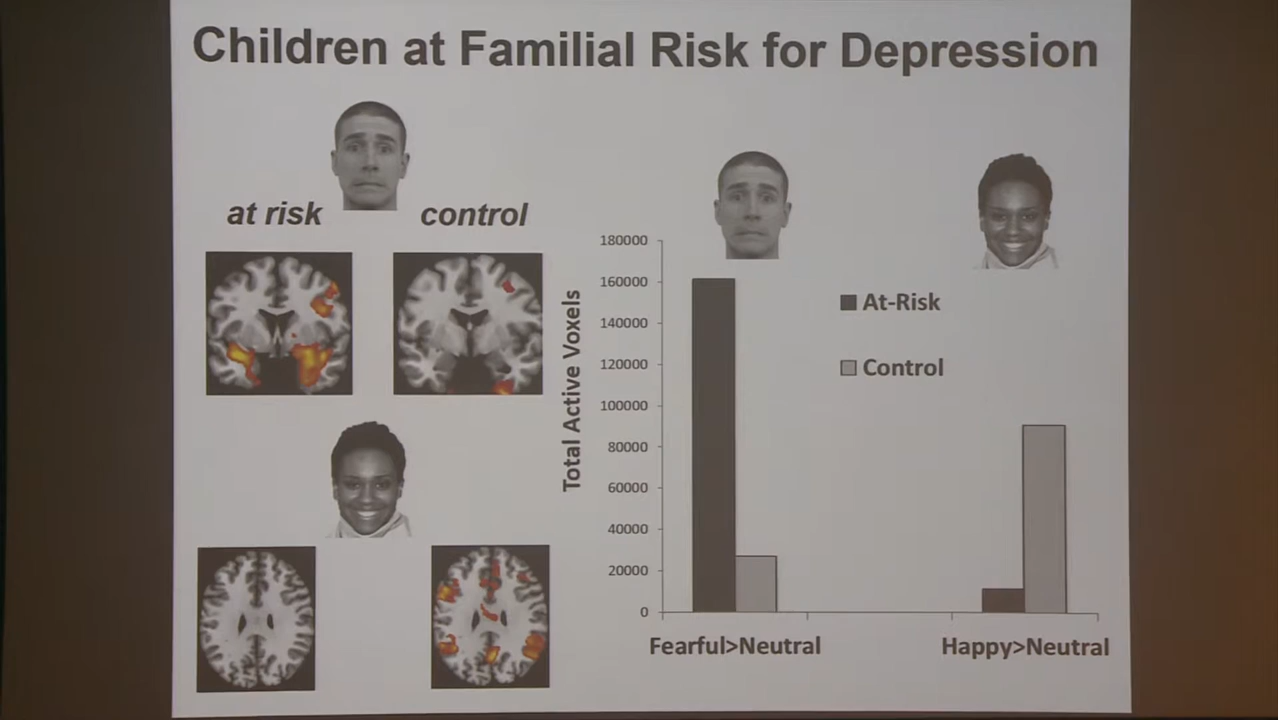 Children at Familial Risk for Depression
at risk
control
Total Active Voxels
180000
160000
140000
120000
100000
80000
60000
40000
20000
0
At-Risk
Control
Fearful>Neutral
Happy>Neutral